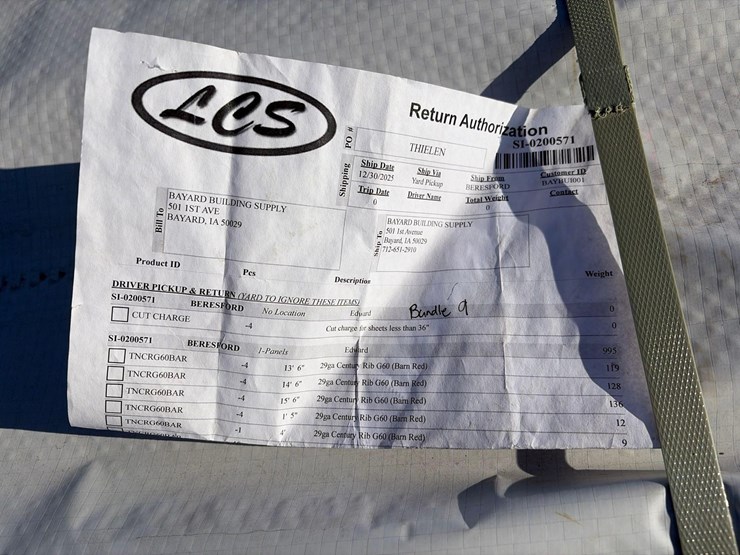 LCS
Return Authorization
SI-0200571
Shipping PO #
THIELEN
Ship Date Ship Via Ship From Customer ID
12/30/2025 Yard Pickup BERESFORD BAYBUI001
Trip Date Driver Name Total Weight Contact
0 0
Bill To
BAYARD BUILDING SUPPLY
501 1ST AVE
BAYARD, IA 50029
Ship To
BAYARD BUILDING SUPPLY
501 1st Avenue
Bayard, IA 50029
712-651-2910
Product ID Pcs Description Weight
DRIVER PICKUP & RETURN (YARD TO IGNORE THESE ITEMS)
SI-0200571 BERESFORD No Location Edward Bundle 9 0
CUT CHARGE -4 Cut charge for sheets less than 36" 0
SI-0200571 BERESFORD 1-Panels Edward 995
TNCRG60BAR -4 13' 6" 29ga Century Rib G60 (Barn Red) 119
TNCRG60BAR -4 14' 6" 29ga Century Rib G60 (Barn Red) 128
TNCRG60BAR -4 15' 6" 29ga Century Rib G60 (Barn Red) 136
TNCRG60BAR -4 1' 5" 29ga Century Rib G60 (Barn Red) 12
TNCRG60BAR -1 4' 29ga Century Rib G60 (Barn Red) 9